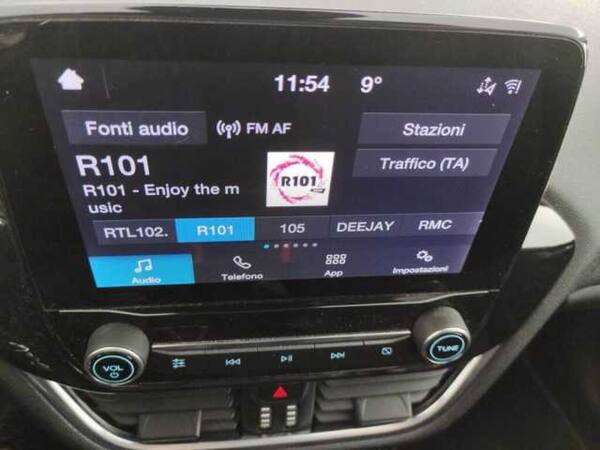 11:54 9°
Fonti audio FM AF Stazioni
R101
R101 - Enjoy the m
usic
R101
Traffico (TA)
RTL102. R101 105 DEEJAY RMC
Audio Telefono App Impostazioni
VOL TUNE